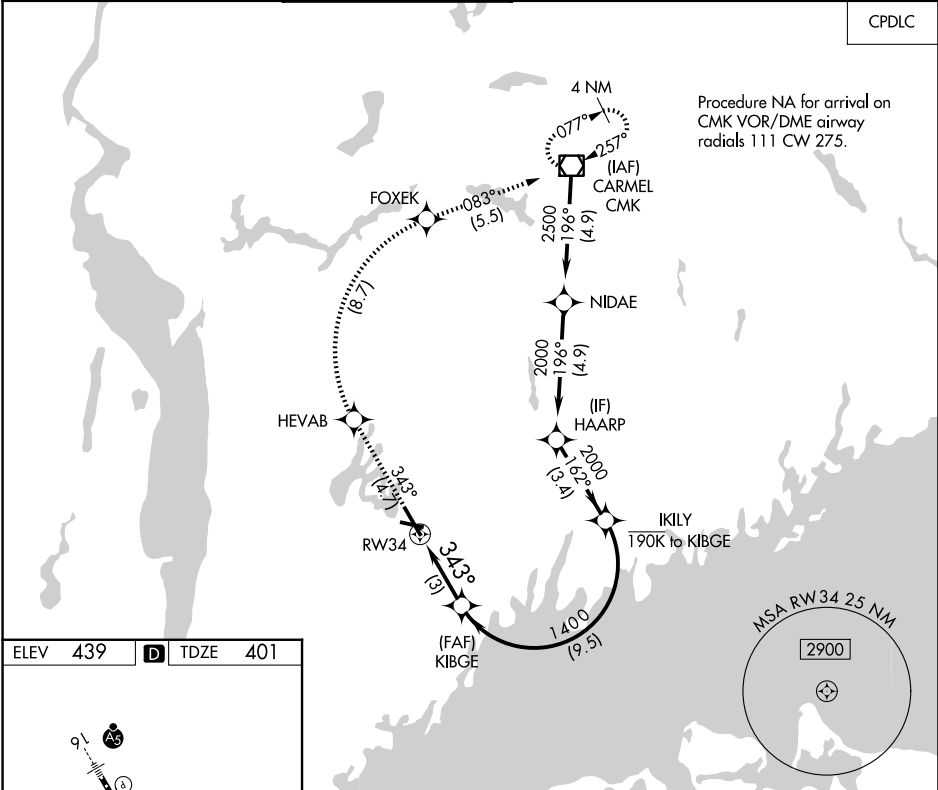 CPDLC
Procedure NA for arrival on
CMK VOR/DME airway
radials 111 CW 275.
4 NM
077°
257°
(IAF)
CARMEL
CMK
FOXEK
083°
(5.5)
2500
196°
(4.9)
(8.7)
NIDAE
2000
196°
(4.9)
(IF)
HAARP
HEVAB
2000
162°
(3.4)
343°
(4.7)
IKILY
190K to KIBGE
RW34
343°
(3)
1400
(9.5)
(FAF)
KIBGE
MSA RW34 25 NM
2900
ELEV 439 D TDZE 401
16
A5
P